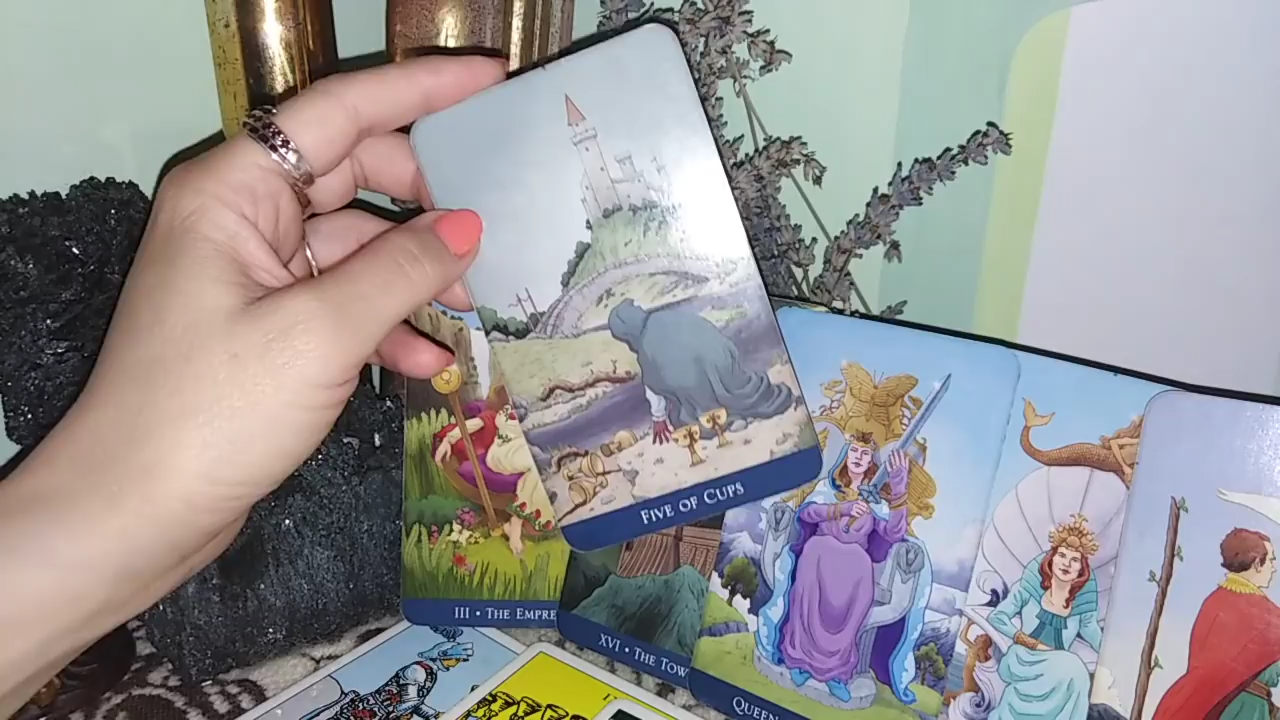 FIVE OF CUPS
III • THE EMPRE
XVI • THE TOW
QUEEN